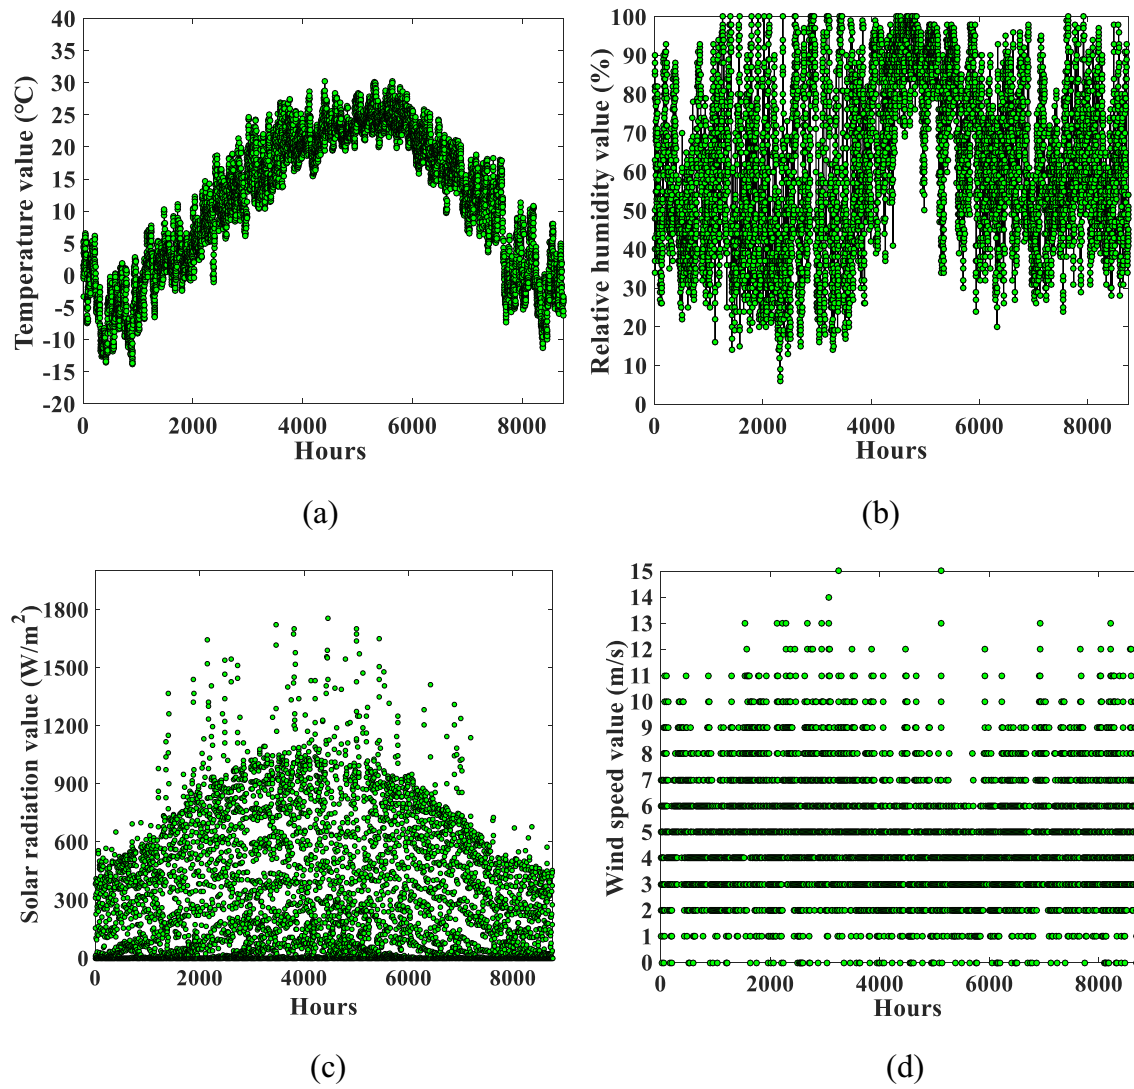 Temperature value (℃)
40
35
30
25
20
15
10
5
0
-5
-10
-15
-20
0 2000 4000 6000 8000
Hours
(a)
Relative humidity value (%)
100
90
80
70
60
50
40
30
20
10
0
0 2000 4000 6000 8000
Hours
(b)
Solar radiation value (W/m²)
1800
1500
1200
900
600
300
0
0 2000 4000 6000 8000
Hours
(c)
Wind speed value (m/s)
15
14
13
12
11
10
9
8
7
6
5
4
3
2
1
0
0 2000 4000 6000 8000
Hours
(d)